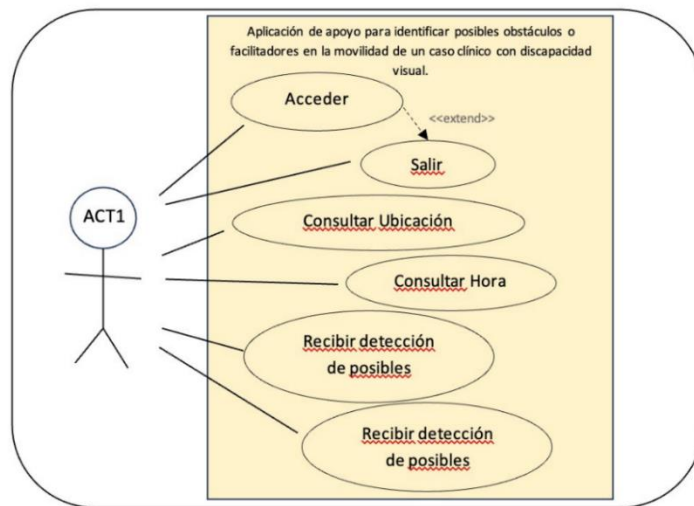 Aplicación de apoyo para identificar posibles obstáculos o
facilitadores en la movilidad de un caso clínico con discapacidad
visual.
Acceder
<<extend>>
Salir
ACT1
Consultar Ubicación
Consultar Hora
Recibir detección
de posibles
Recibir detección
de posibles